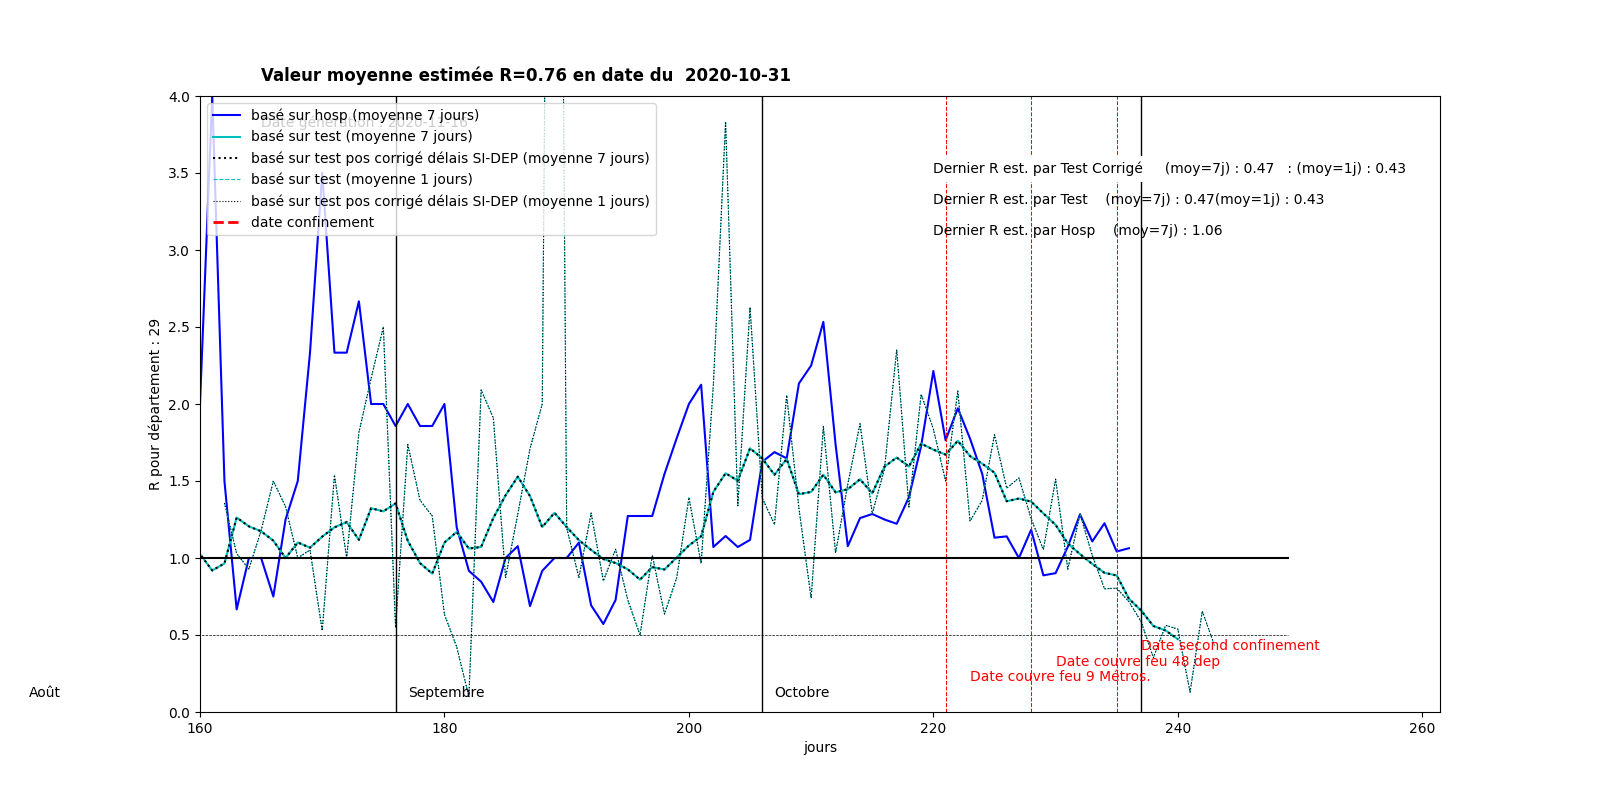 Valeur moyenne estimée R=0.76 en date du  2020-10-31
Date génération : 2020-11-16
basé sur hosp (moyenne 7 jours)
basé sur test (moyenne 7 jours)
basé sur test pos corrigé délais SI-DEP (moyenne 7 jours)
basé sur test (moyenne 1 jours)
basé sur test pos corrigé délais SI-DEP (moyenne 1 jours)
date confinement
Dernier R est. par Test Corrigé     (moy=7j) : 0.47   : (moy=1j) : 0.43
Dernier R est. par Test    (moy=7j) : 0.47(moy=1j) : 0.43
Dernier R est. par Hosp    (moy=7j) : 1.06
4.0
3.5
3.0
2.5
2.0
1.5
1.0
0.5
0.0
R pour département : 29
Date second confinement
Date couvre feu 48 dep
Date couvre feu 9 Métros.
Août
Septembre
Octobre
160
180
200
220
240
260
jours